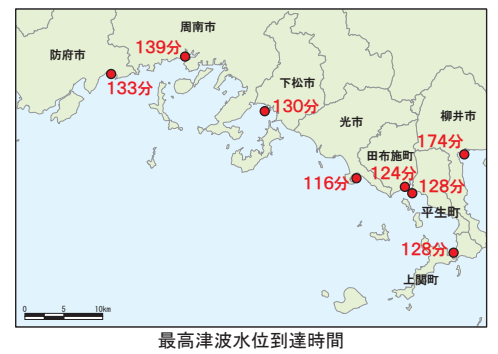 周南市
139分
防府市
133分
下松市
130分
光市
柳井市
174分
田布施町
124分
116分
128分
平生町
128分
上関町
0 5 10km
最高津波水位到達時間